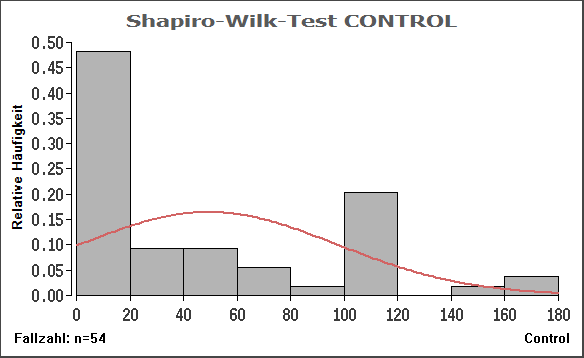 Shapiro-Wilk-Test CONTROL
0.50
0.45
0.40
0.35
0.30
0.25
0.20
0.15
0.10
0.05
0.00
Relative Häufigkeit
0 20 40 60 80 100 120 140 160 180
Fallzahl: n=54 Control